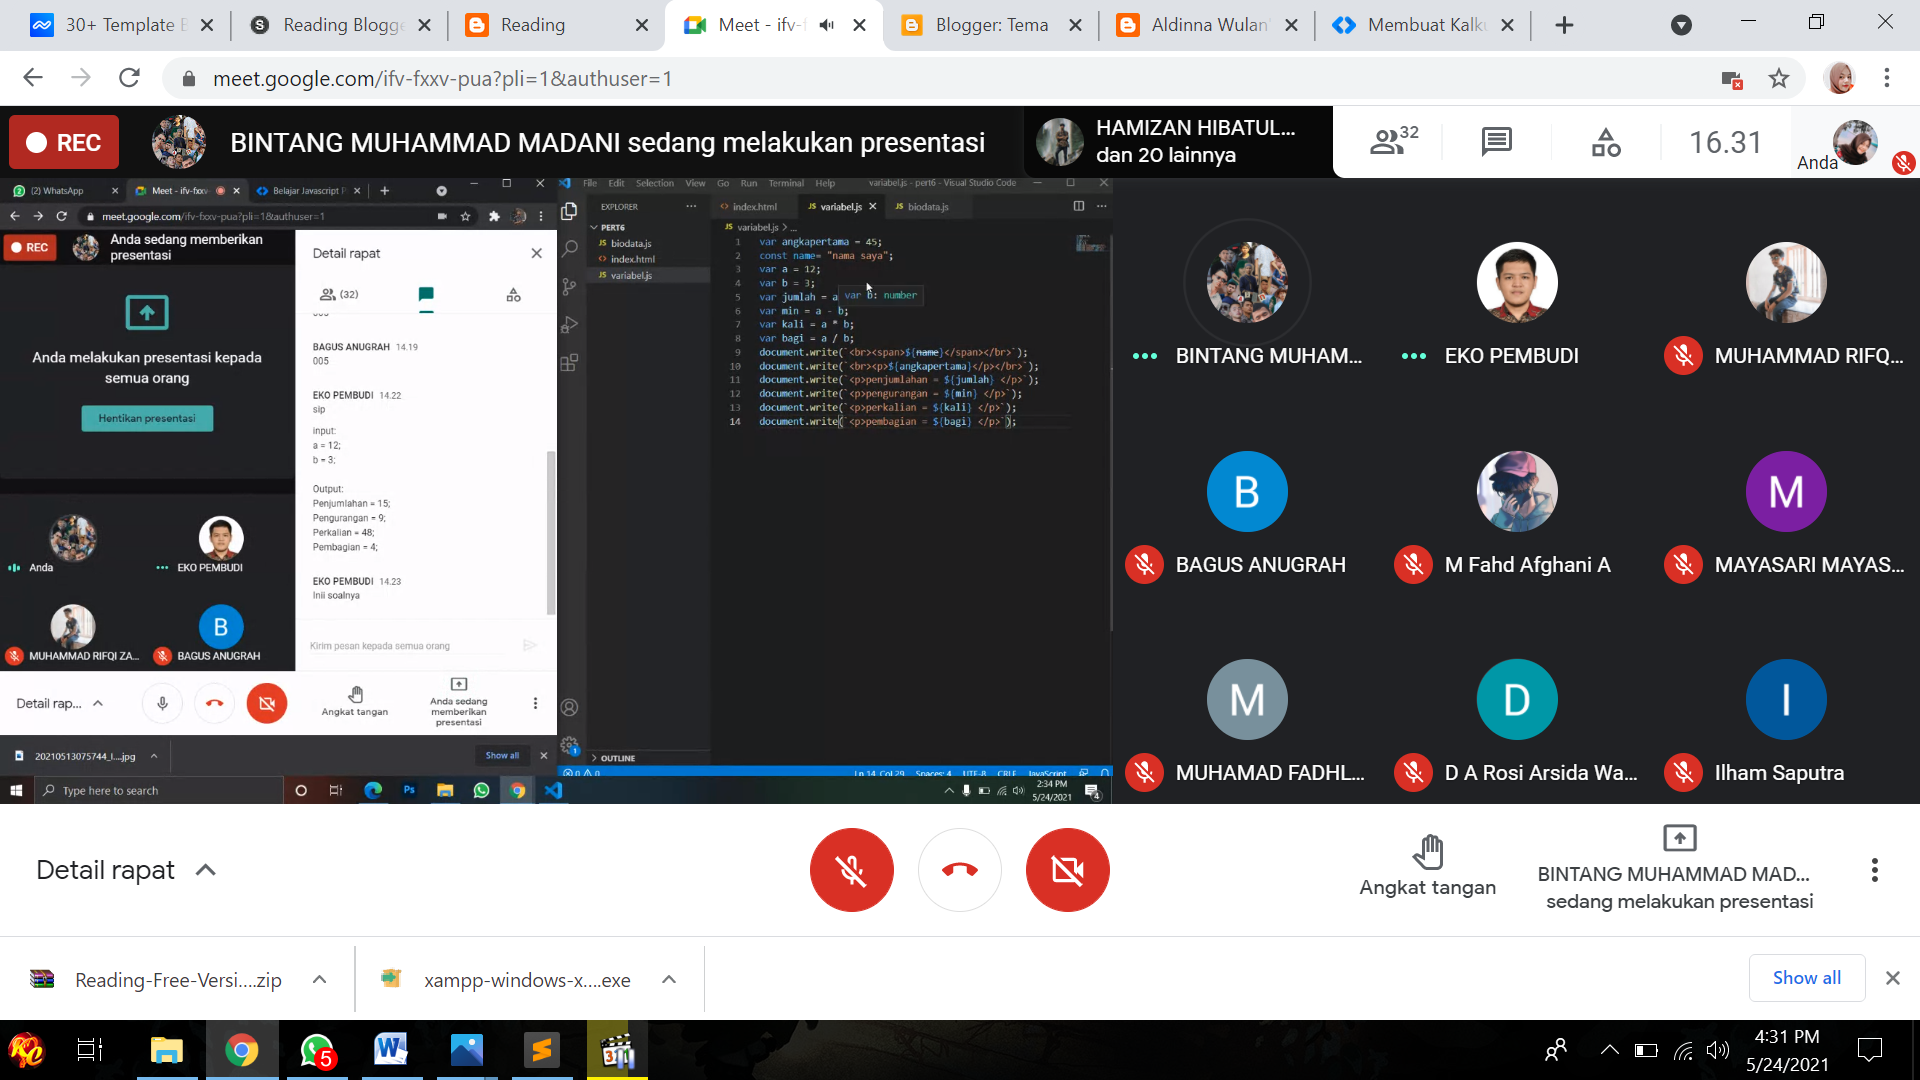 30+ Template B
Reading Blogge
Reading
Meet - ifv-f
Blogger: Tema
Aldinna Wulan
Membuat Kalku
meet.google.com/ifv-fxxv-pua?pli=1&authuser=1
REC
BINTANG MUHAMMAD MADANI sedang melakukan presentasi
HAMIZAN HIBATUL...
dan 20 lainnya
32
16.31
Anda
(2) WhatsApp
Meet - ifv-fxxv
Belajar Javascript P
meet.google.com/ifv-fxxv-pua?pli=1&authuser=1
REC
Anda sedang memberikan
presentasi
Anda melakukan presentasi kepada
semua orang
Hentikan presentasi
Anda
EKO PEMBUDI
MUHAMMAD RIFQI ZA...
BAGUS ANUGRAH
B
Detail rapat
(32)
BAGUS ANUGRAH 14.19
005
EKO PEMBUDI 14.22
sip
input:
a = 12;
b = 3;
Output:
Penjumlahan = 15;
Pengurangan = 9;
Perkalian = 48;
Pembagian = 4;
EKO PEMBUDI 14.23
Inii soalnya
Kirim pesan kepada semua orang
Detail rap...
Angkat tangan
Anda sedang
memberikan
presentasi
20210513075744_I....jpg
Show all
Type here to search
Ps
2:34 PM
5/24/2021
4
File Edit Selection View Go Run Terminal Help
variabel.js - pert6 - Visual Studio Code
EXPLORER
PERT6
JS biodata.js
index.html
JS variabel.js
OUTLINE
index.html
JS variabel.js
JS biodata.js
JS variabel.js > ...
1 var angkapertama = 45;
2 const name= "nama saya";
3 var a = 12;
4 var b = 3;
5 var jumlah = a
var b: number
6 var min = a - b;
7 var kali = a * b;
8 var bagi = a / b;
9 document.write(`<br><span>${name}</span></br>`);
10 document.write(`<br><p>${angkapertama}</p></br>`);
11 document.write(`<p>penjumlahan = ${jumlah} </p>`);
12 document.write(`<p>pengurangan = ${min} </p>`);
13 document.write(`<p>perkalian = ${kali} </p>`);
14 document.write(`<p>pembagian = ${bagi} </p>`);
0 0
Ln 14, Col 29 Spaces: 4 UTF-8 CRLF JavaScript
BINTANG MUHAM...
EKO PEMBUDI
MUHAMMAD RIFQ...
B
M
BAGUS ANUGRAH
M Fahd Afghani A
MAYASARI MAYAS...
M
D
I
MUHAMAD FADHL...
D A Rosi Arsida Wa...
Ilham Saputra
Detail rapat
Angkat tangan
BINTANG MUHAMMAD MAD...
sedang melakukan presentasi
Reading-Free-Versi....zip
xampp-windows-x....exe
Show all
5
4:31 PM
5/24/2021